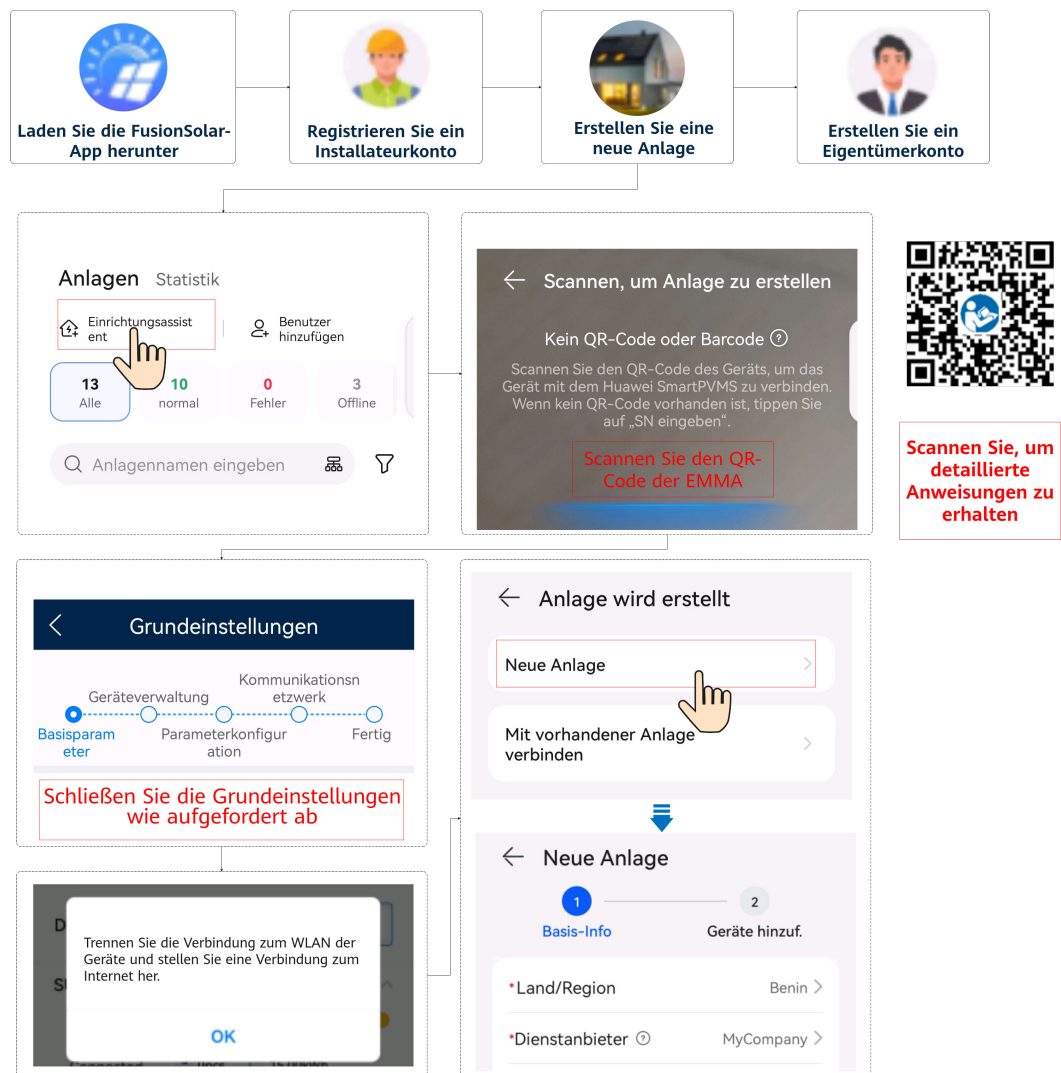 Laden Sie die FusionSolar-
App herunter
Registrieren Sie ein
Installateurkonto
Erstellen Sie eine
neue Anlage
Erstellen Sie ein
Eigentümerkonto
Anlagen Statistik
Einrichtungsassist
ent
Benutzer
hinzufügen
13
Alle
10
normal
0
Fehler
3
Offline
Anlagennamen eingeben
Scannen, um Anlage zu erstellen
Kein QR-Code oder Barcode ?
Scannen Sie den QR-Code des Geräts, um das
Gerät mit dem Huawei SmartPVMS zu verbinden.
Wenn kein QR-Code vorhanden ist, tippen Sie
auf „SN eingeben“.
Scannen Sie den QR-
Code der EMMA
Scannen Sie, um
detaillierte
Anweisungen zu
erhalten
Grundeinstellungen
Geräteverwaltung
Kommunikationsn
etzwerk
Basisparam
eter
Parameterkonfigur
ation
Fertig
Schließen Sie die Grundeinstellungen
wie aufgefordert ab
Trennen Sie die Verbindung zum WLAN der
Geräte und stellen Sie eine Verbindung zum
Internet her.
OK
Anlage wird erstellt
Neue Anlage
Mit vorhandener Anlage
verbinden
Neue Anlage
1
2
Basis-Info
Geräte hinzuf.
*Land/Region
Benin
*Dienstanbieter ?
MyCompany